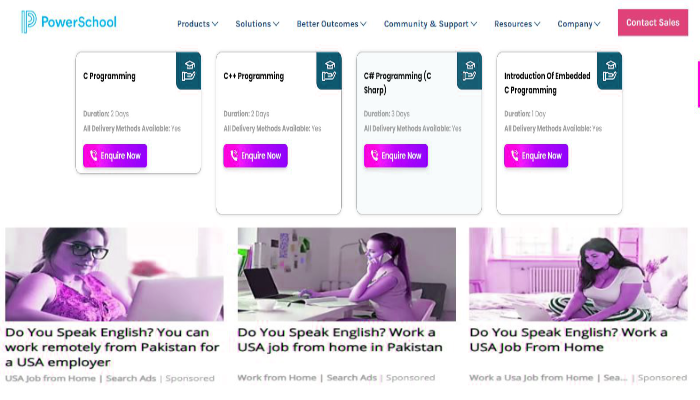 PowerSchool
Products Solutions Better Outcomes Community & Support Resources Company Contact Sales
C Programming
Duration: 2 Days
All Delivery Methods Available: Yes
Enquire Now
C++ Programming
Duration: 2 Days
All Delivery Methods Available: Yes
Enquire Now
C# Programming (C
Sharp)
Duration: 3 Days
All Delivery Methods Available: Yes
Enquire Now
Introduction Of Embedded
C Programming
Duration: 1 Day
All Delivery Methods Available: Yes
Enquire Now
Do You Speak English? You can
work remotely from Pakistan for
a USA employer
USA Job from Home | Search Ads | Sponsored
Do You Speak English? Work a
USA job from home in Pakistan
Work from Home | Search Ads | Sponsored
Do You Speak English? Work a
USA Job From Home
Work a Usa Job from Home | Sea... | Sponsored